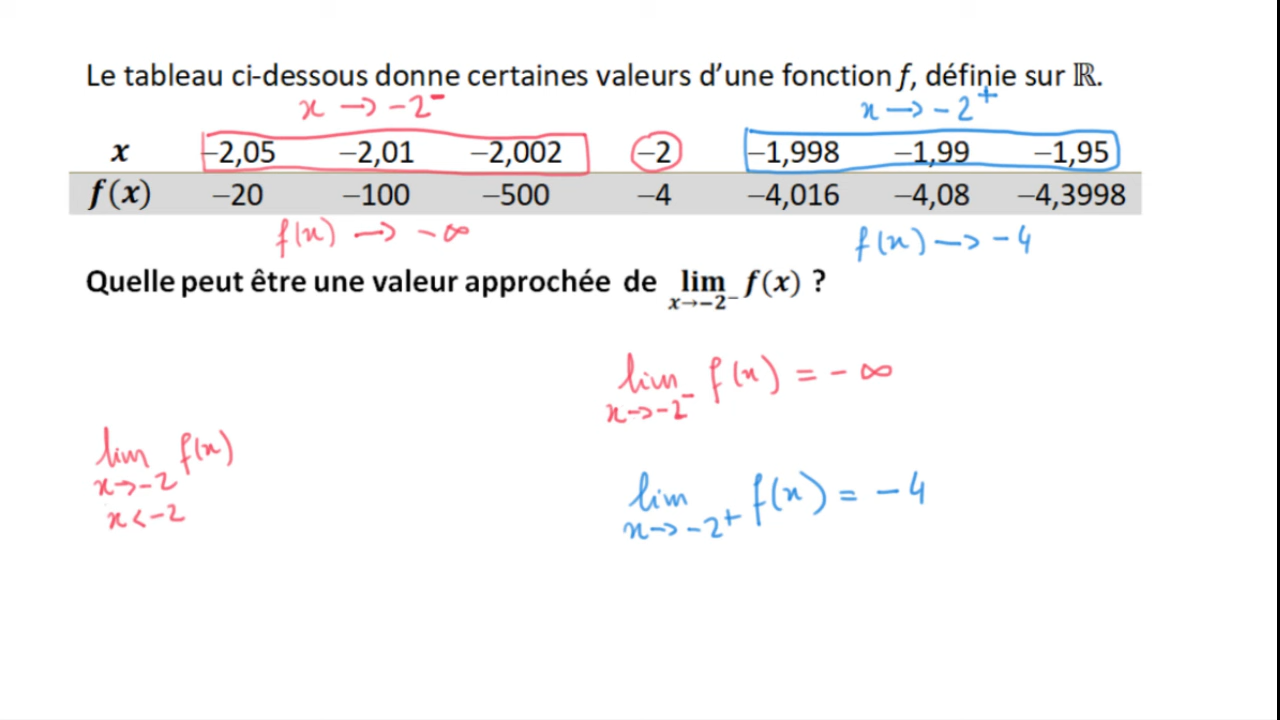 Le tableau ci-dessous donne certaines valeurs d’une fonction f, définie sur ℝ.
x → -2⁻ x → -2⁺
x –2,05 –2,01 –2,002 –2 –1,998 –1,99 –1,95
f(x) –20 –100 –500 –4 –4,016 –4,08 –4,3998
f(x) → -∞ f(x) → -4
Quelle peut être une valeur approchée de lim f(x) ?
x→−2⁻
lim f(x) = -∞
x→-2⁻
lim f(x)
x→-2
x<-2
lim f(x) = -4
x→-2⁺